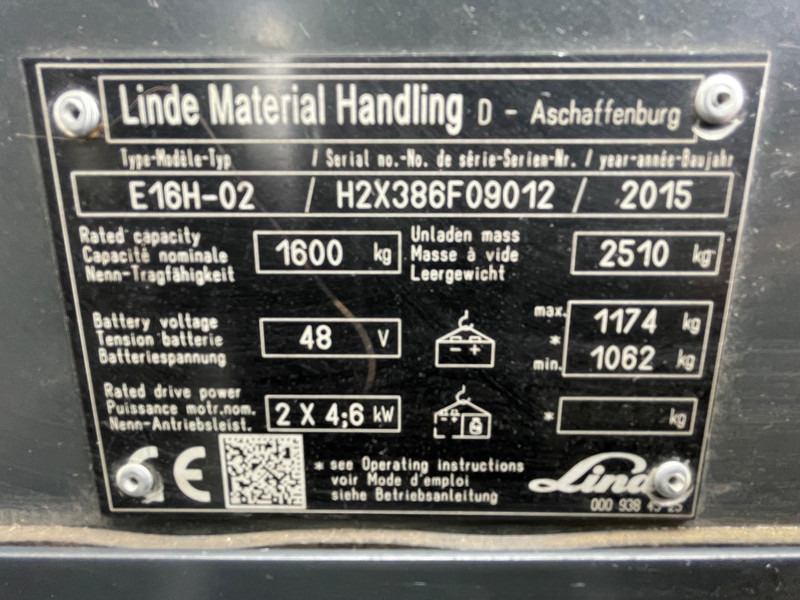 Linde Material Handling D - Aschaffenburg
Type-Modèle-Typ / Serial no.-No. de série-Serien-Nr. / year-année-Baujahr
E16H-02 / H2X386F09012 / 2015
Rated capacity
Capacité nominale
Nenn-Tragfähigkeit
1600 kg
Unladen mass
Masse à vide
Leergewicht
2510 kg
Battery voltage
Tension batterie
Batteriespannung
48 V
- +
max.
*
min.
1174 kg
1062 kg
Rated drive power
Puissance motr.nom.
Nenn-Antriebsleist.
2 X 4;6 kW
* kg
CE
* see Operating instructions
voir Mode d'emploi
siehe Betriebsanleitung
Linde
000 938